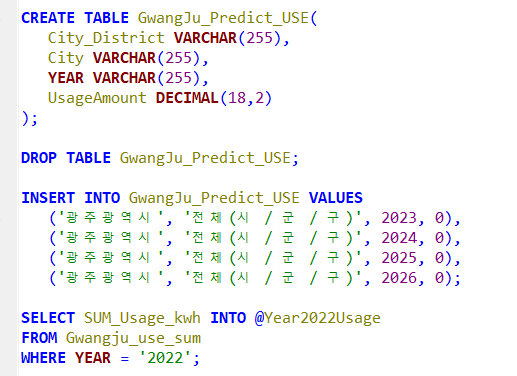 CREATE TABLE GwangJu_Predict_USE(
City_District VARCHAR(255),
City VARCHAR(255),
YEAR VARCHAR(255),
UsageAmount DECIMAL(18,2)
);
DROP TABLE GwangJu_Predict_USE;
INSERT INTO GwangJu_Predict_USE VALUES
('광주광역시', '전체(시 / 군 / 구)', 2023, 0),
('광주광역시', '전체(시 / 군 / 구)', 2024, 0),
('광주광역시', '전체(시 / 군 / 구)', 2025, 0),
('광주광역시', '전체(시 / 군 / 구)', 2026, 0);
SELECT SUM_Usage_kwh INTO @Year2022Usage
FROM Gwangju_use_sum
WHERE YEAR = '2022';